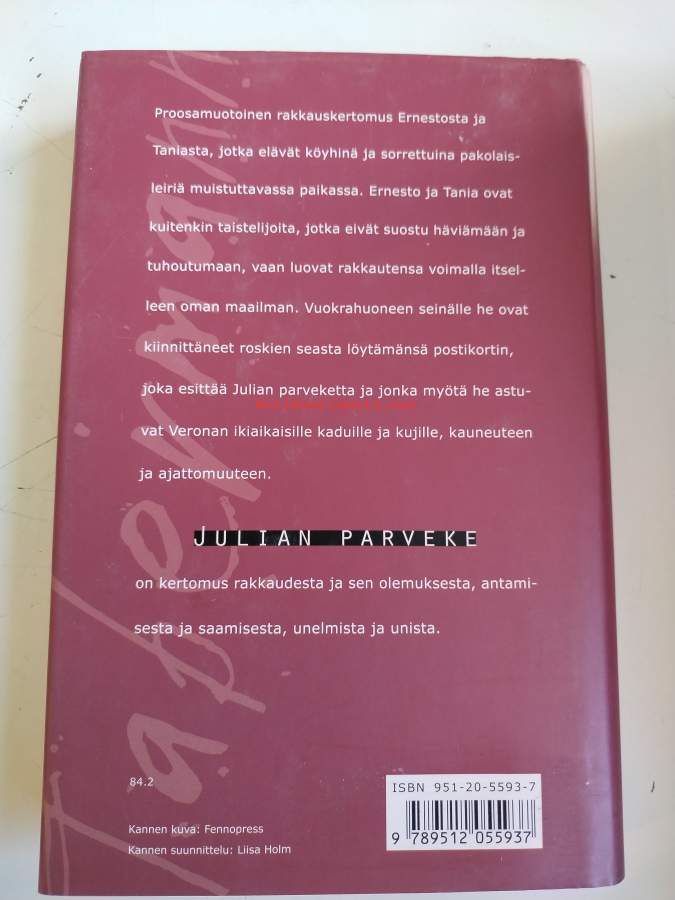 Proosamuotoinen rakkauskertomus Ernestosta ja
Taniasta, jotka elävät köyhinä ja sorrettuina pakolais-
leiriä muistuttavassa paikassa. Ernesto ja Tania ovat
kuitenkin taistelijoita, jotka eivät suostu häviämään ja
tuhoutumaan, vaan luovat rakkautensa voimalla itsel-
leen oman maailman. Vuokrahuoneen seinälle he ovat
kiinnittäneet roskien seasta löytämänsä postikortin,
joka esittää Julian parveketta ja jonka myötä he astu-
vat Veronan ikiaikaisille kaduille ja kujille, kauneuteen
ja ajattomuuteen.
JULIAN PARVEKE
on kertomus rakkaudesta ja sen olemuksesta, antami-
sesta ja saamisesta, unelmista ja unista.
84.2
ISBN 951-20-5593-7
9 789512 055937
Kannen kuva: Fennopress
Kannen suunnittelu: Liisa Holm